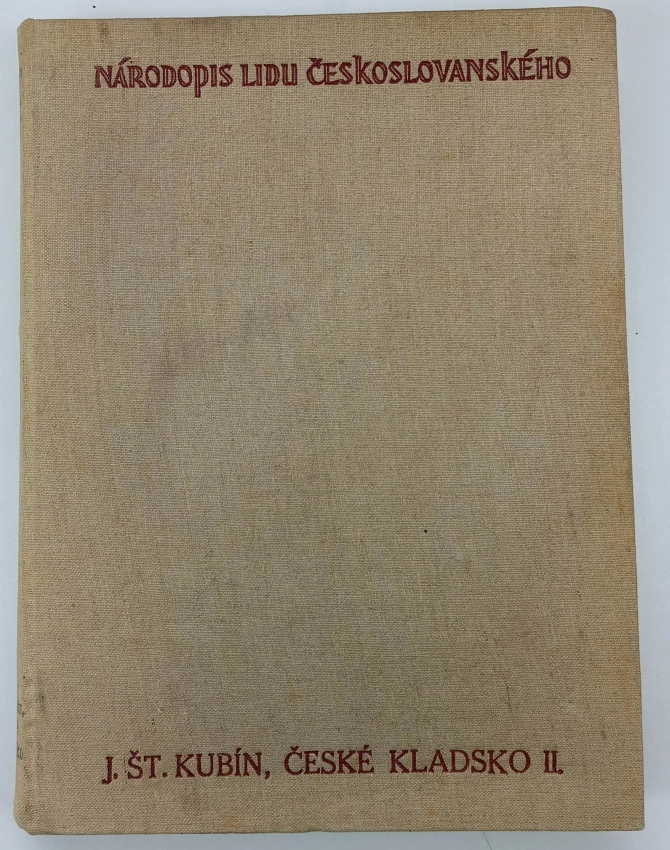 NÁRODOPIS LIDU ČESKOSLOVANSKÉHO
J. ŠT. KUBÍN, ČESKÉ KLADSKO II.